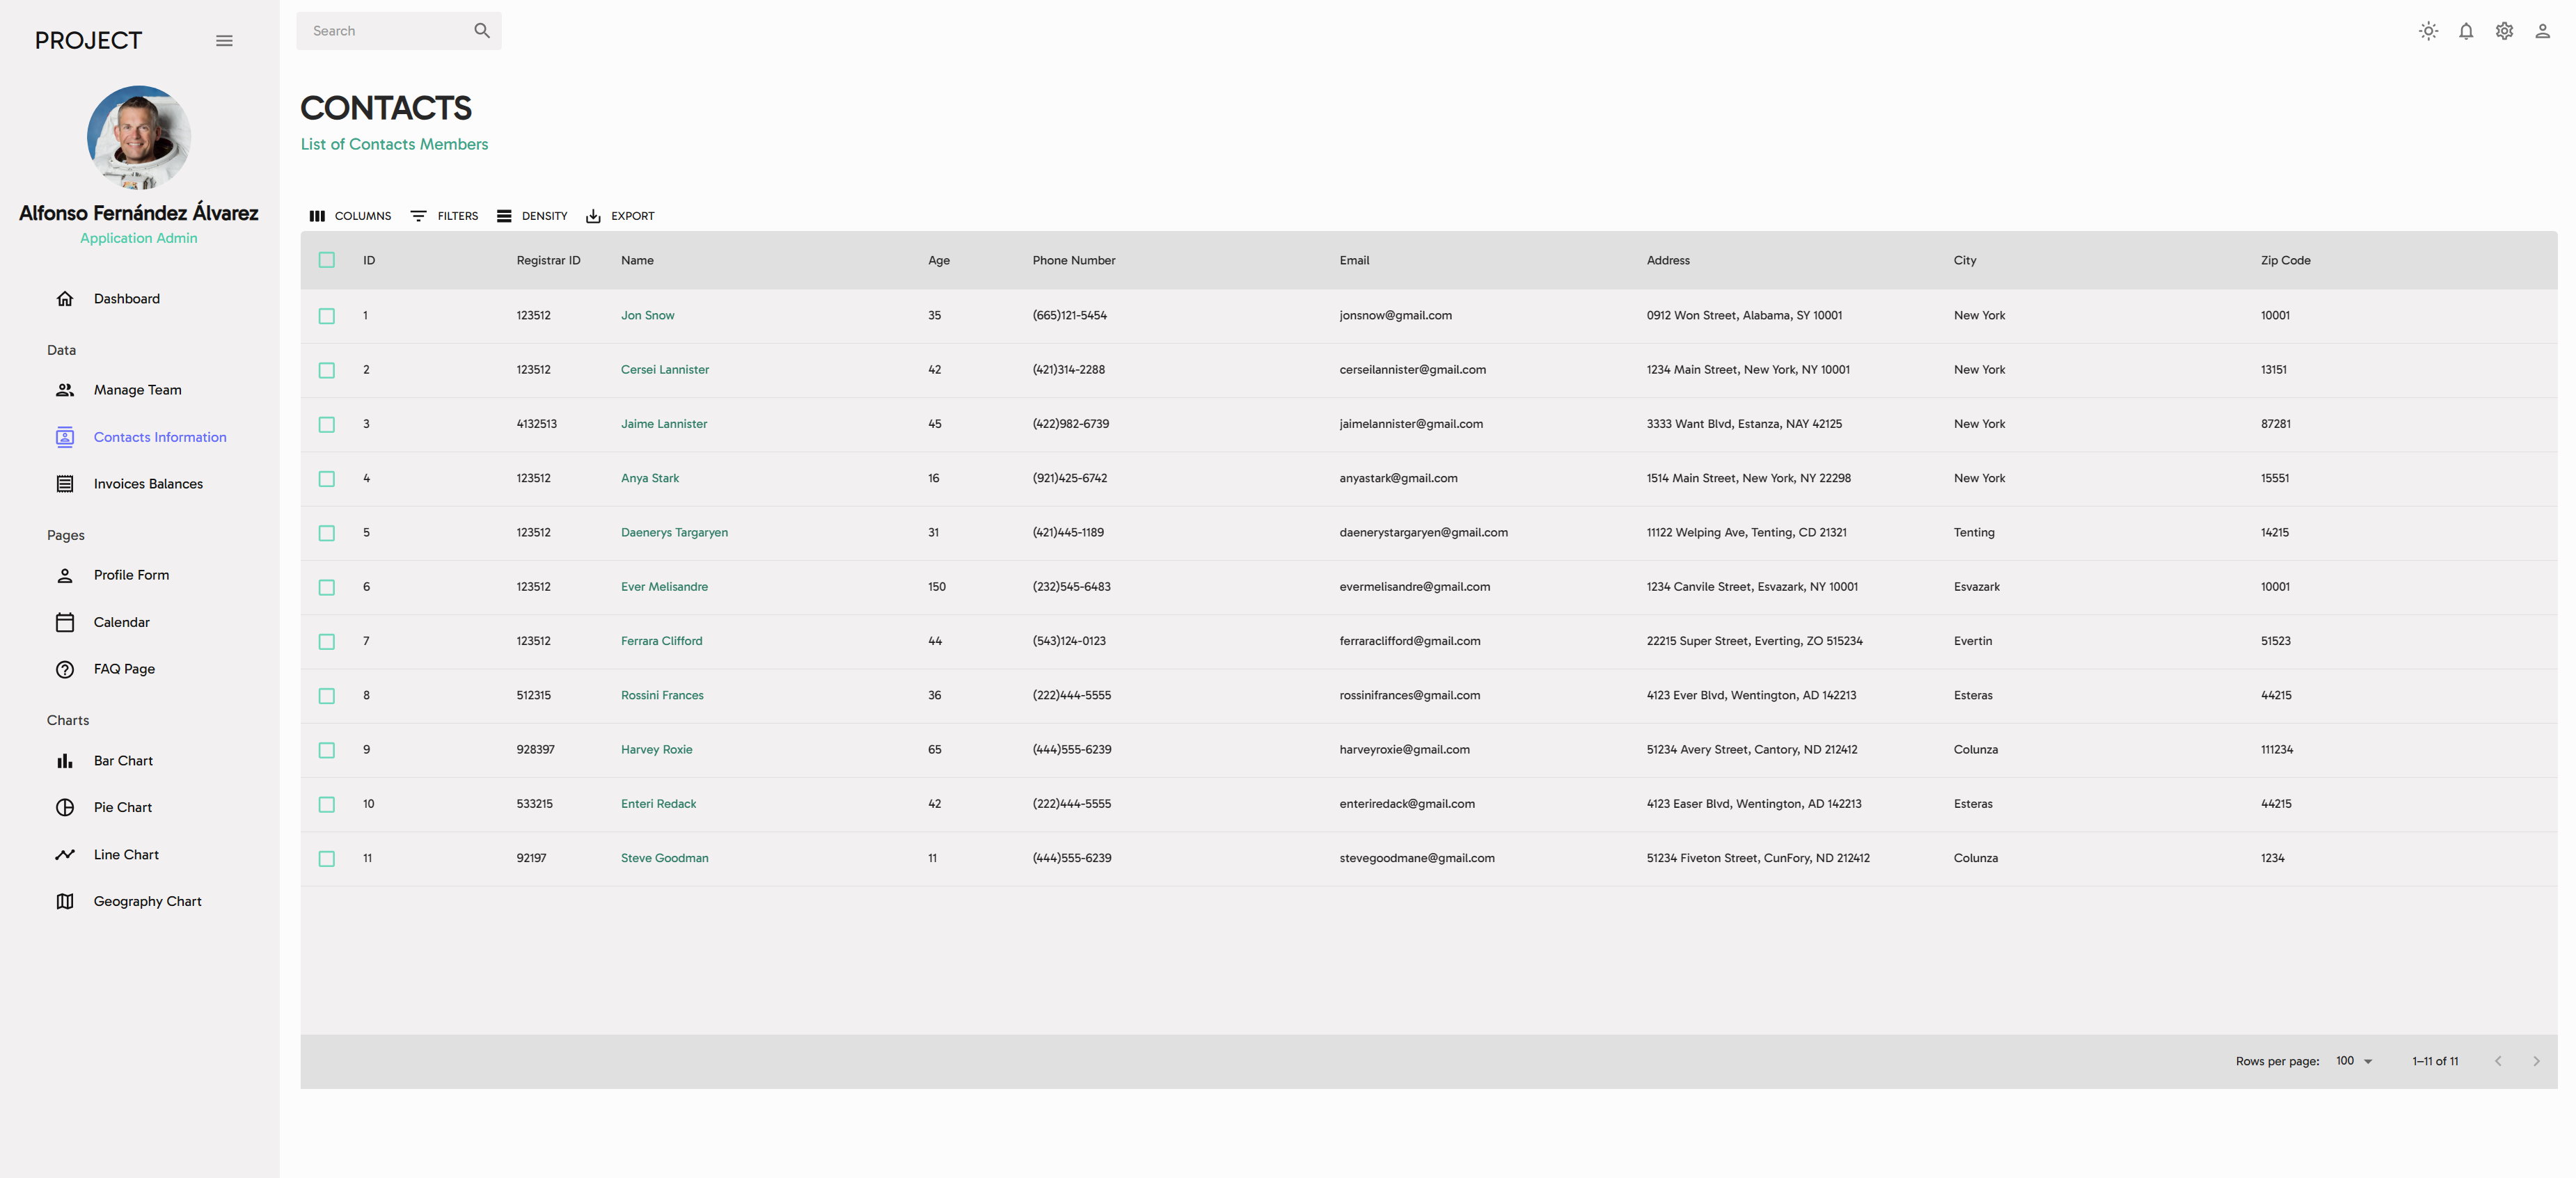 PROJECT
Search
Alfonso Fernández Álvarez
Application Admin
Dashboard
Data
Manage Team
Contacts Information
Invoices Balances
Pages
Profile Form
Calendar
FAQ Page
Charts
Bar Chart
Pie Chart
Line Chart
Geography Chart
CONTACTS
List of Contacts Members
COLUMNS FILTERS DENSITY EXPORT
ID Registrar ID Name Age Phone Number Email Address City Zip Code
1 123512 Jon Snow 35 (665)121-5454 jonsnow@gmail.com 0912 Won Street, Alabama, SY 10001 New York 10001
2 123512 Cersei Lannister 42 (421)314-2288 cerseilannister@gmail.com 1234 Main Street, New York, NY 10001 New York 13151
3 4132513 Jaime Lannister 45 (422)982-6739 jaimelannister@gmail.com 3333 Want Blvd, Estanza, NAY 42125 New York 87281
4 123512 Anya Stark 16 (921)425-6742 anyastark@gmail.com 1514 Main Street, New York, NY 22298 New York 15551
5 123512 Daenerys Targaryen 31 (421)445-1189 daenerystargaryen@gmail.com 11122 Welping Ave, Tenting, CD 21321 Tenting 14215
6 123512 Ever Melisandre 150 (232)545-6483 evermelisandre@gmail.com 1234 Canvile Street, Esvazark, NY 10001 Esvazark 10001
7 123512 Ferrara Clifford 44 (543)124-0123 ferraraclifford@gmail.com 22215 Super Street, Everting, ZO 515234 Evertin 51523
8 512315 Rossini Frances 36 (222)444-5555 rossinifrances@gmail.com 4123 Ever Blvd, Wentington, AD 142213 Esteras 44215
9 928397 Harvey Roxie 65 (444)555-6239 harveyroxie@gmail.com 51234 Avery Street, Cantory, ND 212412 Colunza 111234
10 533215 Enteri Redack 42 (222)444-5555 enteriredack@gmail.com 4123 Easer Blvd, Wentington, AD 142213 Esteras 44215
11 92197 Steve Goodman 11 (444)555-6239 stevegoodmane@gmail.com 51234 Fiveton Street, CunFory, ND 212412 Colunza 1234
Rows per page: 100 1–11 of 11